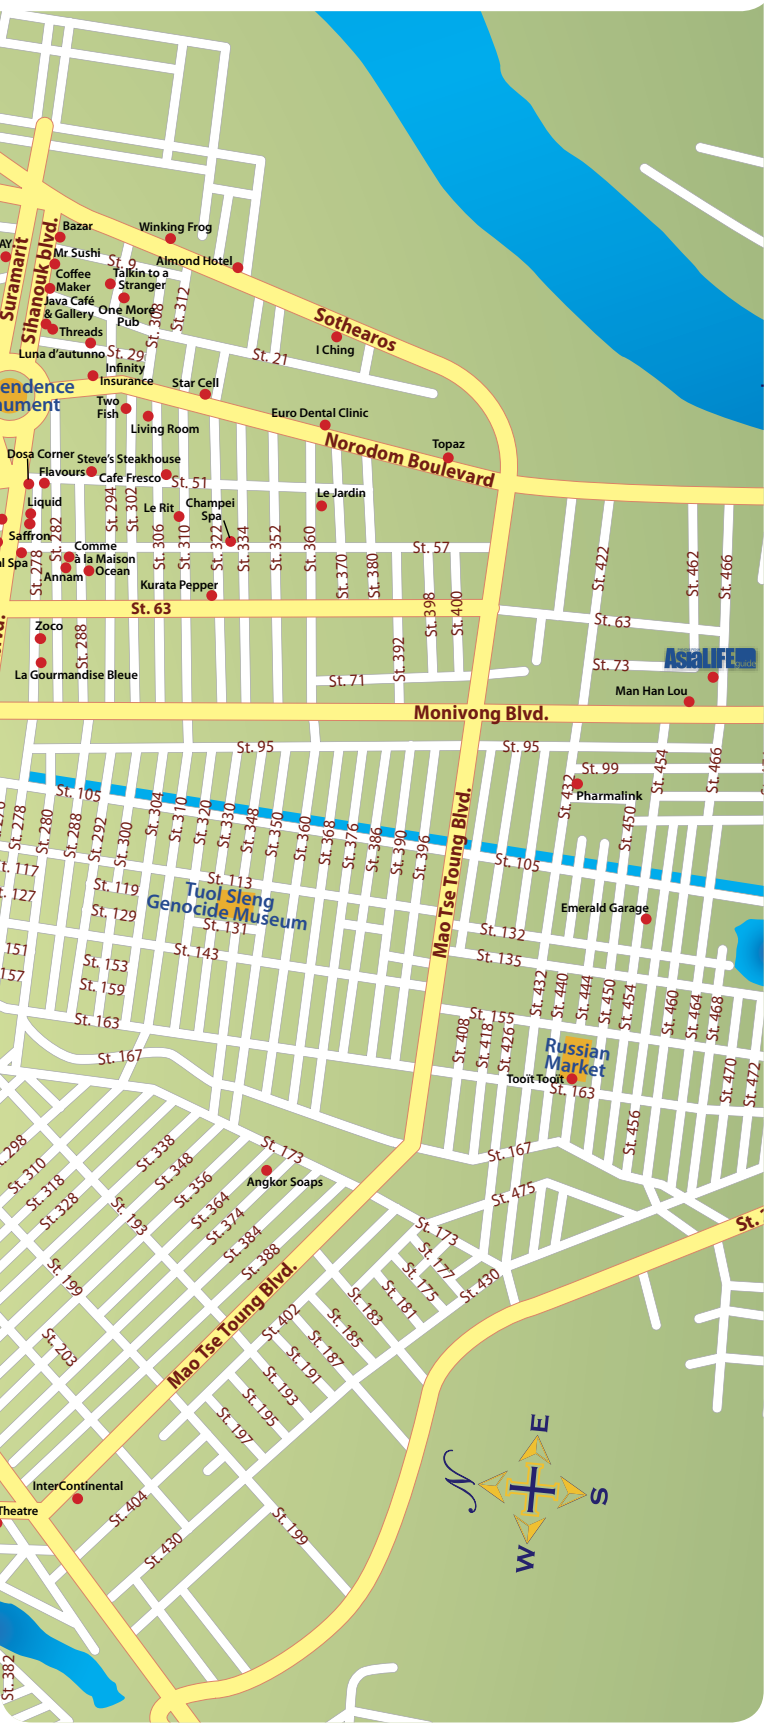 Suramarit
Sihanouk blvd.
Bazar
Winking Frog
AY
Mr Sushi
St. 9
Almond Hotel
Coffee
Maker
Talkin to a
Stranger
St. 312
Java Café
& Gallery
One More
Pub
St. 308
Threads
Sothearos
Luna d'autunno
St. 29
St. 21
I Ching
Infinity
Insurance
endence
ument
Star Cell
Two
Fish
Living Room
Euro Dental Clinic
Norodom Boulevard
Topaz
Dosa Corner
Flavours
Steve's Steakhouse
Cafe Fresco
St. 51
Liquid
St. 294
St. 302
Le Rit
Champei
Spa
Le Jardin
Saffron
St. 282
St. 278
St. 306
St. 310
St. 322
St. 334
St. 352
St. 360
St. 370
St. 380
St. 57
St. 422
St. 462
St. 466
l Spa
Comme
à la Maison
Annam
Ocean
Kurata Pepper
St. 398
St. 400
St. 63
St. 63
Zoco
St. 288
St. 392
La Gourmandise Bleue
St. 71
St. 73
AsiaLIFE guide
Man Han Lou
Monivong Blvd.
St. 95
St. 95
St. 99
St. 454
St. 466
St. 432
Pharmalink
St. 105
St. 278
St. 280
St. 288
St. 292
St. 300
St. 304
St. 310
St. 320
St. 330
St. 348
St. 350
St. 360
St. 368
St. 376
St. 386
St. 390
St. 396
Mao Tse Toung Blvd.
St. 450
St. 105
t. 117
t. 127
St. 119
St. 129
St. 113
Tuol Sleng
Genocide Museum
St. 131
Emerald Garage
St. 132
St. 135
151
157
St. 153
St. 159
St. 143
St. 163
St. 167
St. 155
St. 408
St. 418
St. 426
St. 432
St. 440
St. 444
St. 450
St. 454
St. 460
St. 464
St. 468
St. 470
St. 472
Russian
Market
Tooït Tooït
St. 163
St. 456
St. 167
St. 173
Angkor Soaps
. 298
St. 310
St. 318
St. 328
St. 338
St. 348
St. 356
St. 364
St. 374
St. 384
St. 388
St. 193
St. 199
St. 203
St. 475
St. 173
St. 177
St. 175
St. 430
St. 181
St. 183
St. 185
St. 187
St. 191
St. 193
St. 195
St. 197
St. 402
Mao Tse Toung Blvd.
St.
E
N
S
W
InterContinental
Theatre
St. 404
St. 430
St. 199
St. 382